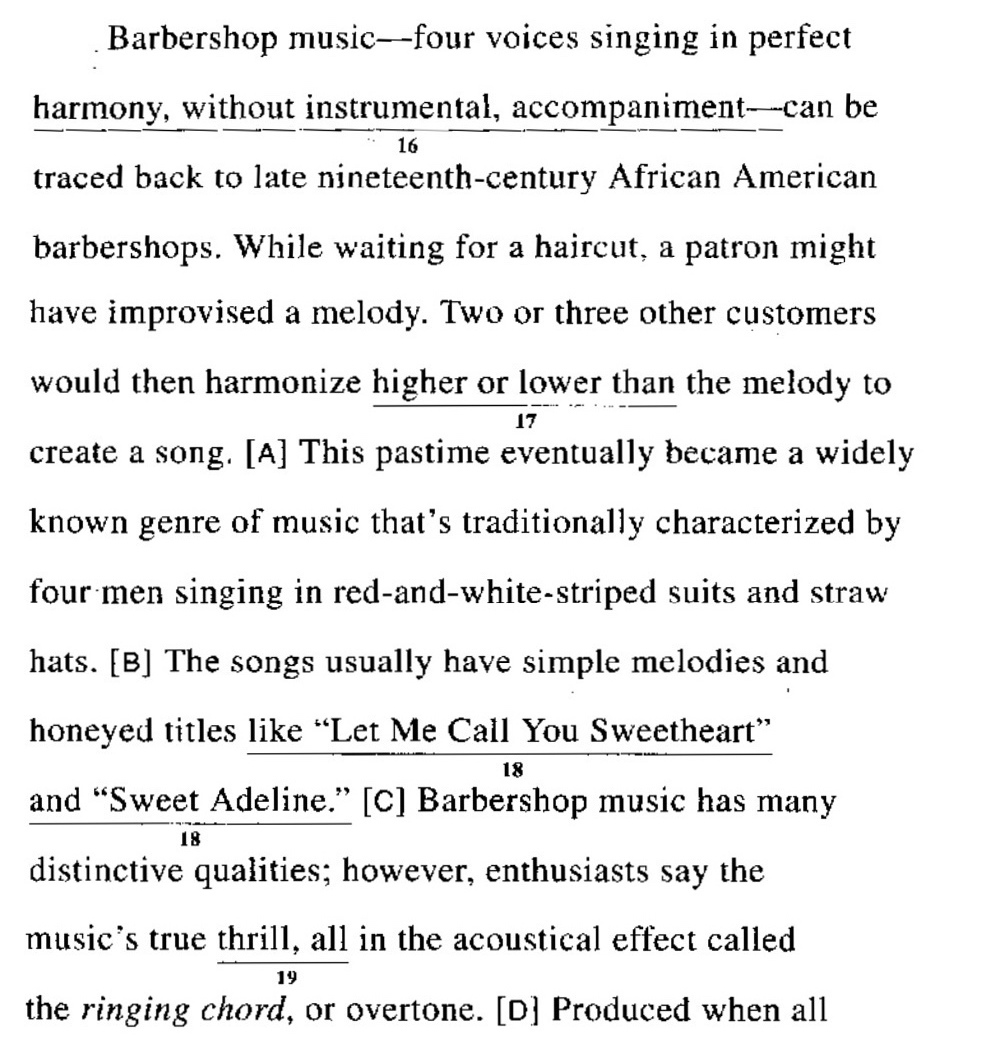 Barbershop music—four voices singing in perfect
harmony, without instrumental, accompaniment—can be
16
traced back to late nineteenth-century African American
barbershops. While waiting for a haircut, a patron might
have improvised a melody. Two or three other customers
would then harmonize higher or lower than the melody to
17
create a song. [A] This pastime eventually became a widely
known genre of music that's traditionally characterized by
four men singing in red-and-white-striped suits and straw
hats. [B] The songs usually have simple melodies and
honeyed titles like “Let Me Call You Sweetheart”
18
and “Sweet Adeline.” [C] Barbershop music has many
18
distinctive qualities; however, enthusiasts say the
music's true thrill, all in the acoustical effect called
19
the ringing chord, or overtone. [D] Produced when all